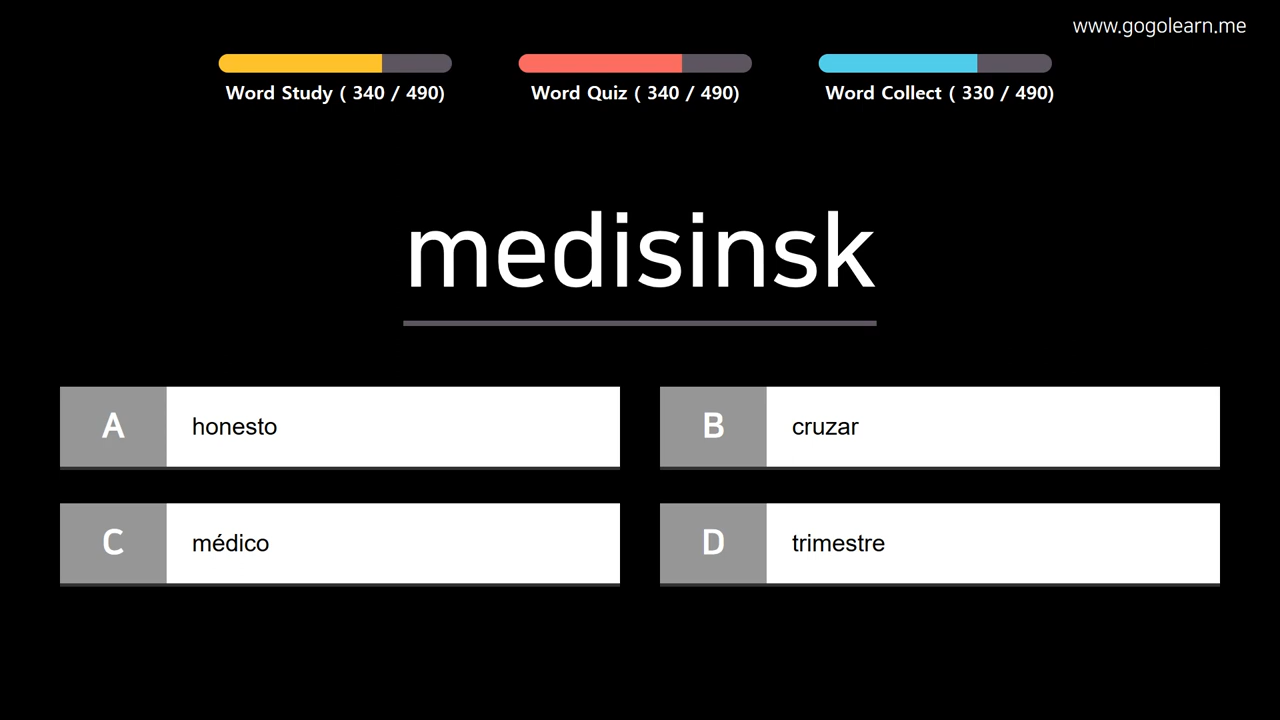 www.gogolearn.me
Word Study ( 340 / 490)
Word Quiz ( 340 / 490)
Word Collect ( 330 / 490)
medisinsk
A honesto
B cruzar
C médico
D trimestre